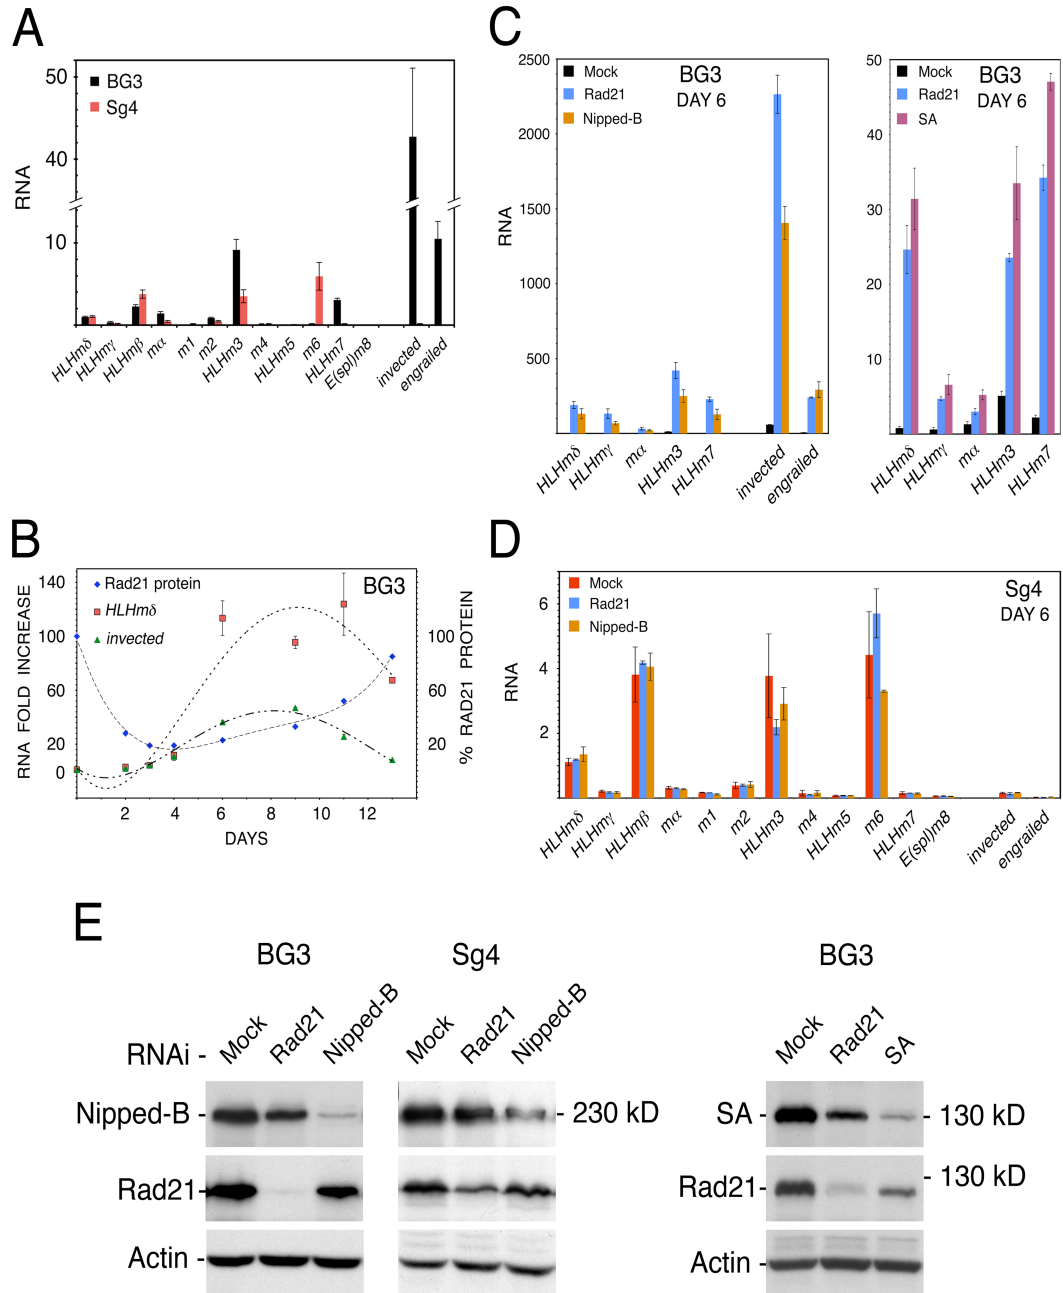 A
50
40
10
RNA
BG3
Sg4
HLHmδ
HLHmγ
HLHmβ
mα
m1
m2
HLHm3
m4
HLHm5
m6
HLHm7
E(spl)m8
invected
engrailed
C
2500
2000
1500
1000
500
RNA
Mock
Rad21
Nipped-B
BG3
DAY 6
HLHmδ
HLHmγ
mα
HLHm3
HLHm7
invected
engrailed
50
40
30
20
10
Mock
Rad21
SA
BG3
DAY 6
HLHmδ
HLHmγ
mα
HLHm3
HLHm7
B
RNA FOLD INCREASE
140
100
60
20
0
Rad21 protein
HLHmδ
invected
BG3
100
60
20
% RAD21 PROTEIN
0 2 4 6 8 10 12
DAYS
D
6
4
2
RNA
Mock
Rad21
Nipped-B
Sg4
DAY 6
HLHmδ
HLHmγ
HLHmβ
mα
m1
m2
HLHm3
m4
HLHm5
m6
HLHm7
E(spl)m8
invected
engrailed
E
BG3
Sg4
BG3
RNAi -
Mock
Rad21
Nipped-B
Mock
Rad21
Nipped-B
Mock
Rad21
SA
Nipped-B -
- 230 kD
SA -
- 130 kD
Rad21 -
Rad21 -
- 130 kD
Actin -
Actin -